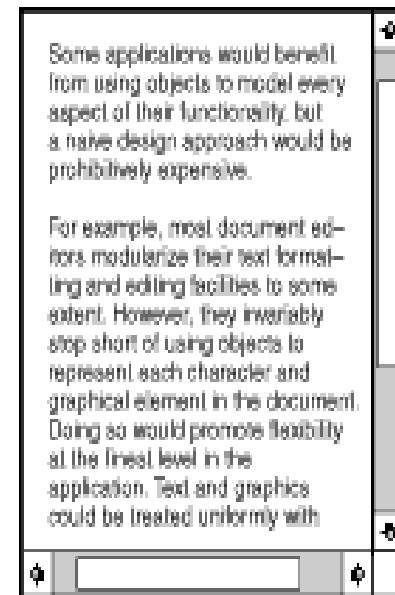 Some applications would benefit
from using objects to model every
aspect of their functionality, but
a naive design approach would be
prohibitively expensive.
For example, most document ed–
itors modularize their text format–
ting and editing facilities to some
extent. However, they invariably
stop short of using objects to
represent each character and
graphical element in the document.
Doing so would promote flexibility
at the finest level in the
application. Text and graphics
could be treated uniformly with